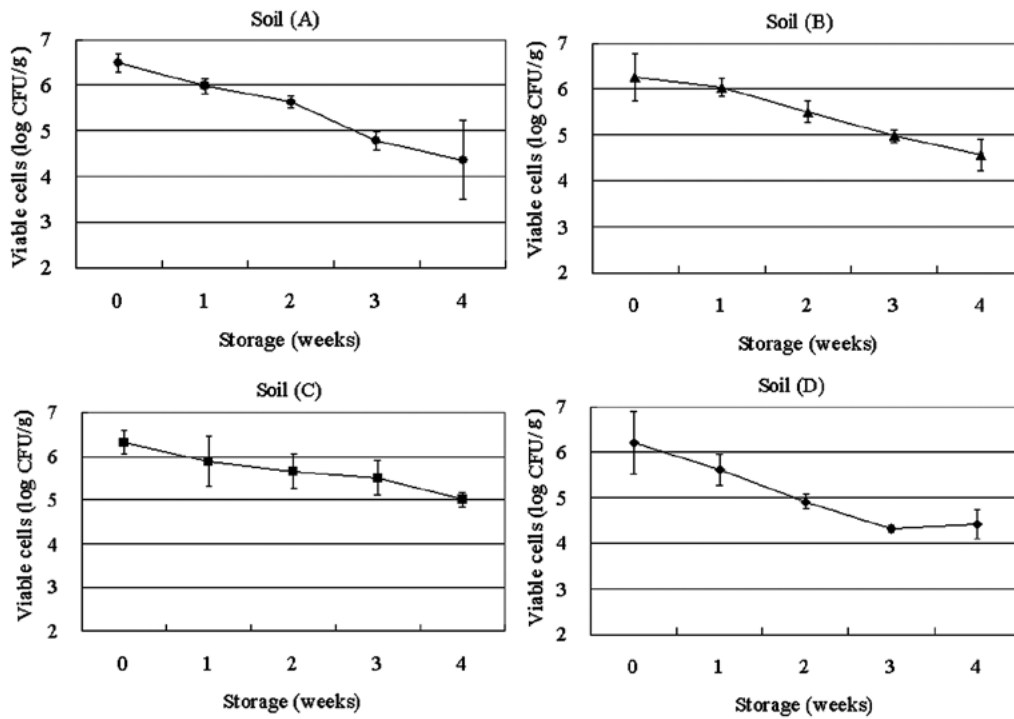 Soil (A)
Viable cells (log CFU/g)
7
6
5
4
3
2
0 1 2 3 4
Storage (weeks)
Soil (B)
Viable cells (log CFU/g)
7
6
5
4
3
2
0 1 2 3 4
Storage (weeks)
Soil (C)
Viable cells (log CFU/g)
7
6
5
4
3
2
0 1 2 3 4
Storage (weeks)
Soil (D)
Viable cells (log CFU/g)
7
6
5
4
3
2
0 1 2 3 4
Storage (weeks)